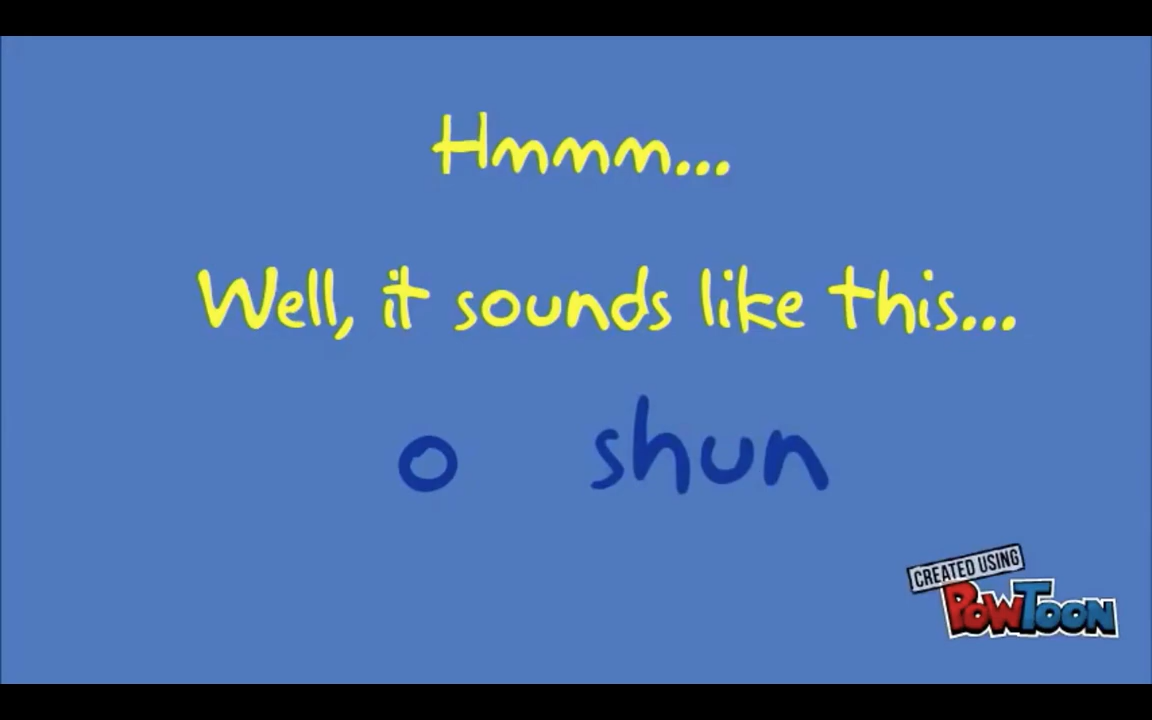 Hmmm...
Well, it sounds like this...
o shun
CREATED USING
POWTOON